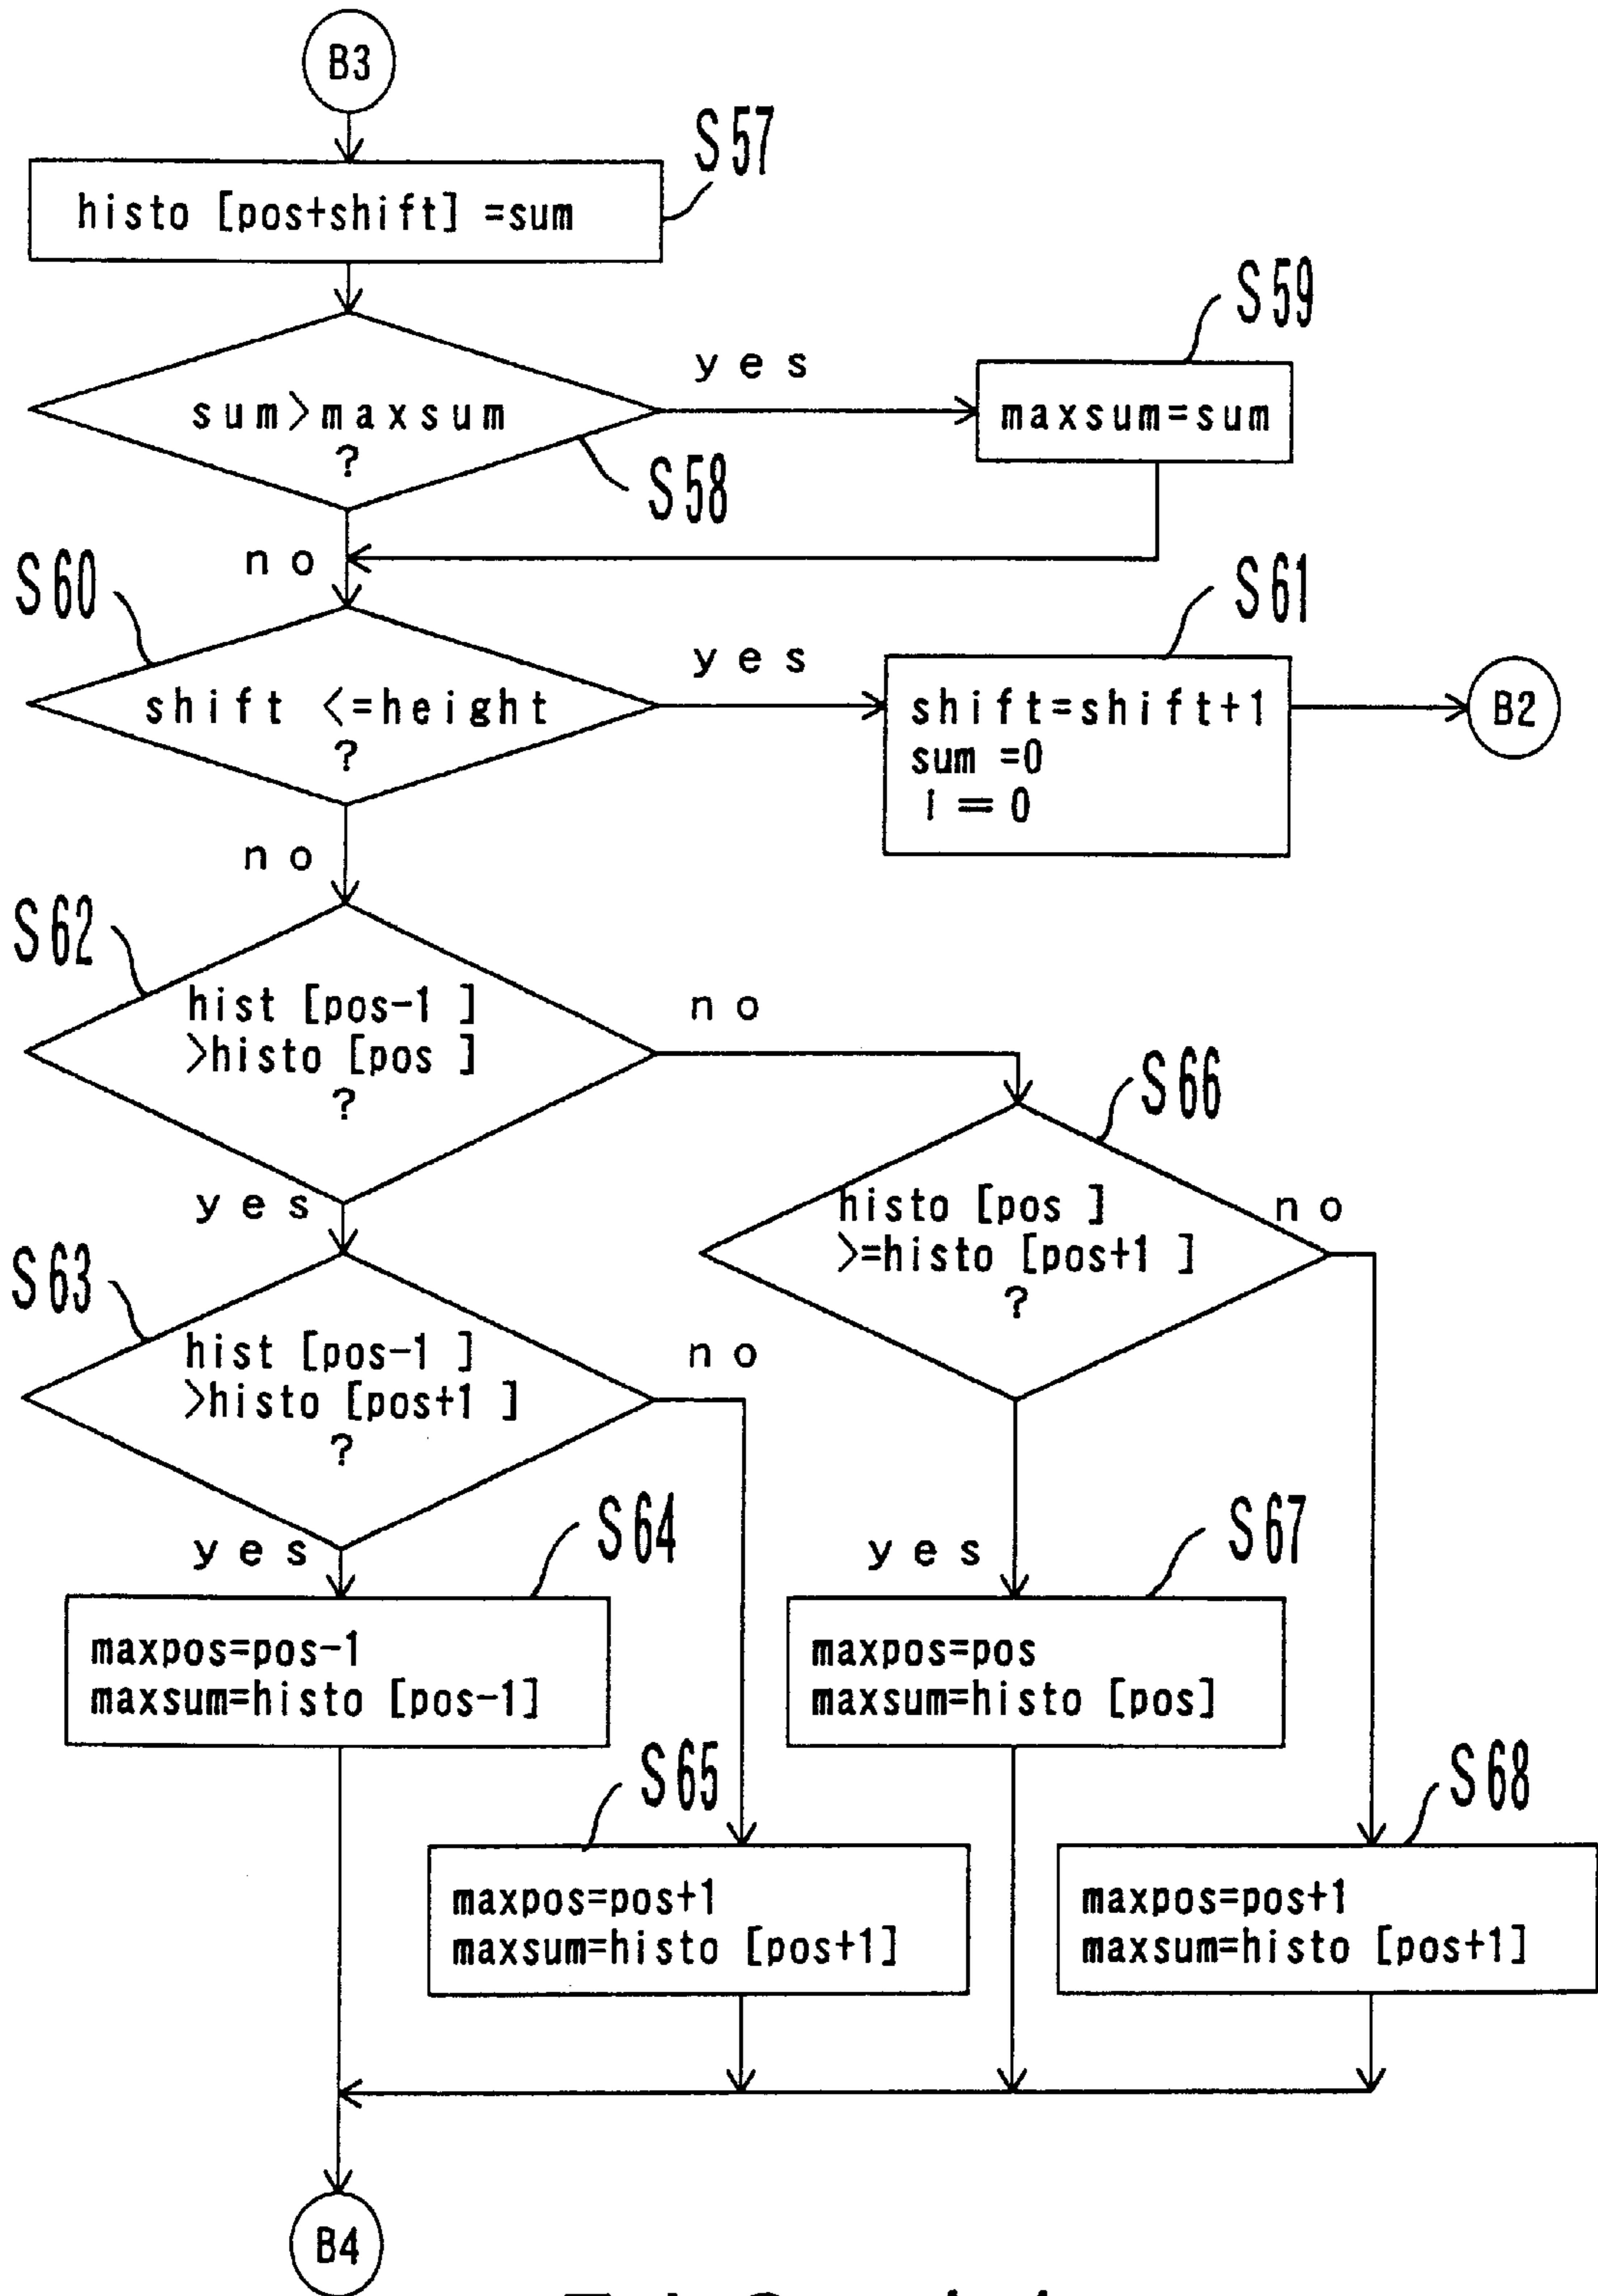 B3
S57
histo [pos+shift] =sum
S59
yes
sum>maxsum
?
maxsum=sum
S58
no
S60
S61
yes
shift <=height
?
shift=shift+1
sum =0
i = 0
B2
no
S62
hist [pos-1 ]
>histo [pos ]
?
no
S66
yes
histo [pos ]
>=histo [pos+1 ]
?
no
S63
hist [pos-1 ]
>histo [pos+1 ]
?
no
yes
S64
yes
S67
maxpos=pos-1
maxsum=histo [pos-1]
maxpos=pos
maxsum=histo [pos]
S65
S68
maxpos=pos+1
maxsum=histo [pos+1]
maxpos=pos+1
maxsum=histo [pos+1]
B4